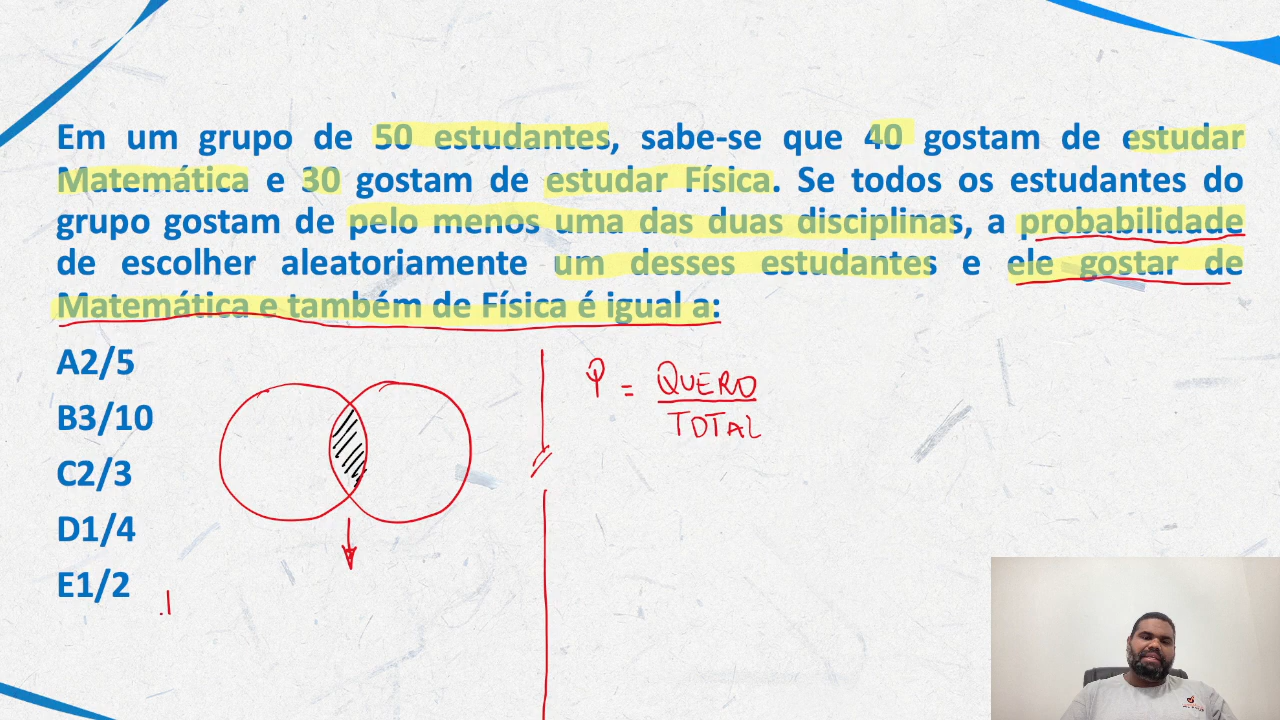 Em um grupo de 50 estudantes, sabe-se que 40 gostam de estudar
Matemática e 30 gostam de estudar Física. Se todos os estudantes do
grupo gostam de pelo menos uma das duas disciplinas, a probabilidade
de escolher aleatoriamente um desses estudantes e ele gostar de
Matemática e também de Física é igual a:
A2/5
B3/10
C2/3
D1/4
E1/2
P = QUERO
TOTAL